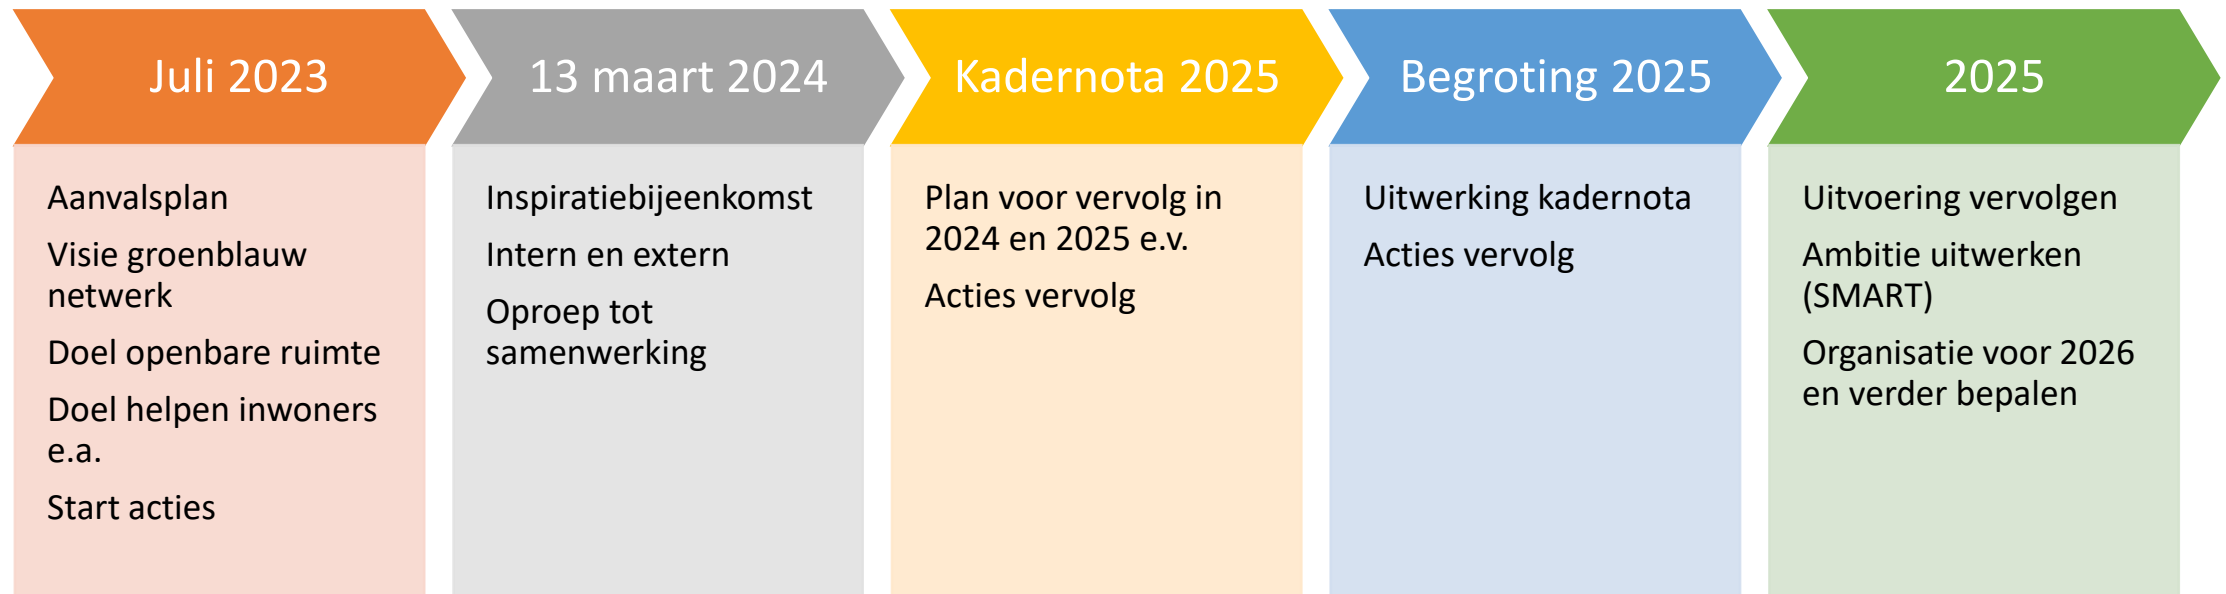 Juli 2023
Aanvalsplan
Visie groenblauw
netwerk
Doel openbare ruimte
Doel helpen inwoners
e.a.
Start acties
13 maart 2024
Inspiratiebijeenkomst
Intern en extern
Oproep tot
samenwerking
Kadernota 2025
Plan voor vervolg in
2024 en 2025 e.v.
Acties vervolg
Begroting 2025
Uitwerking kadernota
Acties vervolg
2025
Uitvoering vervolgen
Ambitie uitwerken
(SMART)
Organisatie voor 2026
en verder bepalen